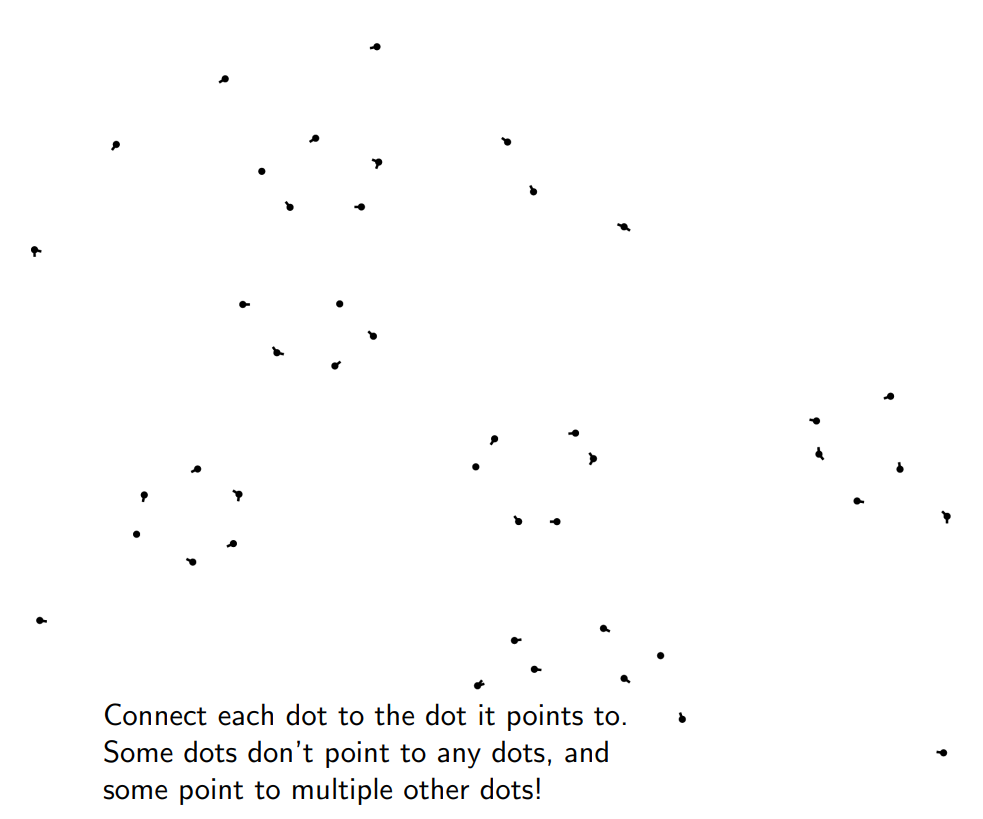 Connect each dot to the dot it points to.
Some dots don't point to any dots, and
some point to multiple other dots!